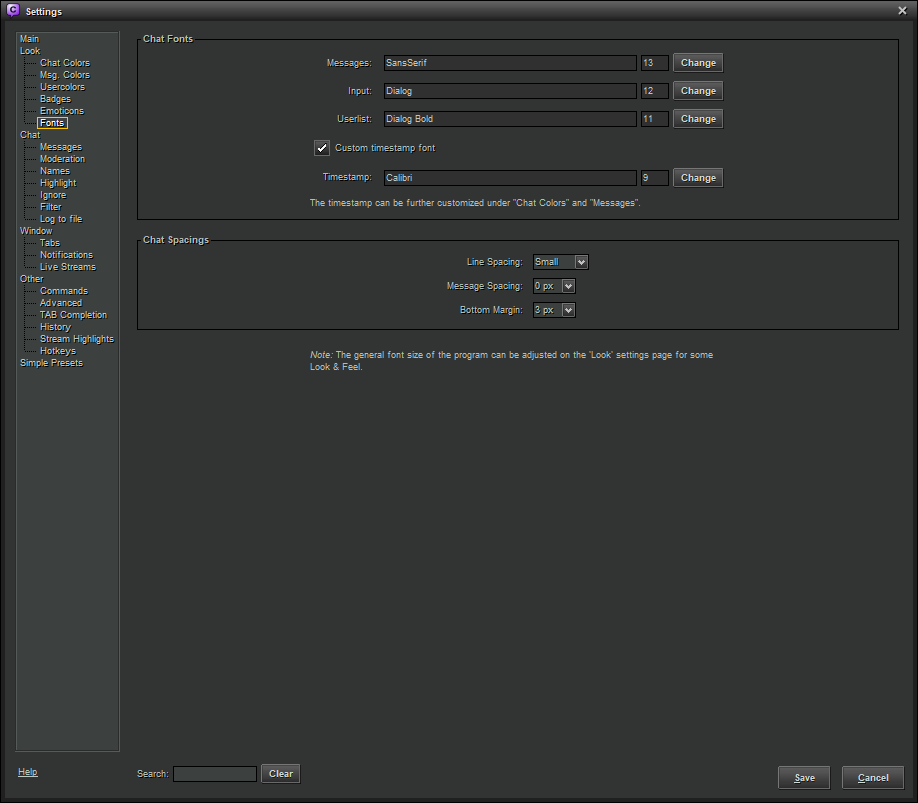 Settings
Main
Look
Chat Colors
Msg. Colors
Usercolors
Badges
Emoticons
Fonts
Chat
Messages
Moderation
Names
Highlight
Ignore
Filter
Log to file
Window
Tabs
Notifications
Live Streams
Other
Commands
Advanced
TAB Completion
History
Stream Highlights
Hotkeys
Simple Presets
Chat Fonts
Messages: SansSerif 13 Change
Input: Dialog 12 Change
Userlist: Dialog Bold 11 Change
Custom timestamp font
Timestamp: Calibri 9 Change
The timestamp can be further customized under "Chat Colors" and "Messages".
Chat Spacings
Line Spacing: Small
Message Spacing: 0 px
Bottom Margin: 3 px
Note: The general font size of the program can be adjusted on the 'Look' settings page for some
Look & Feel.
Help
Search: Clear
Save Cancel